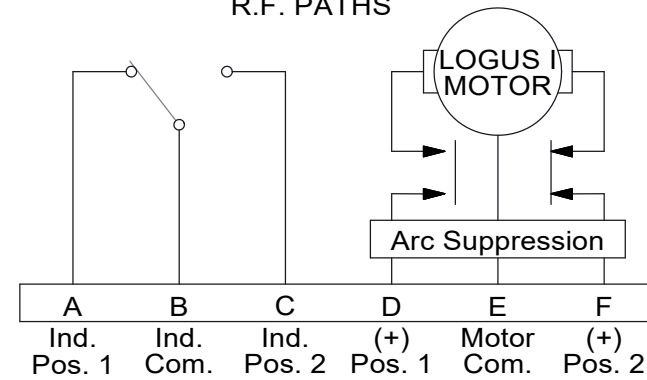 R.F. PATHS
LOGUS I
MOTOR
Arc Suppression
A B C D E F
Ind. Ind. Ind. (+) Motor (+)
Pos. 1 Com. Pos. 2 Pos. 1 Com. Pos. 2